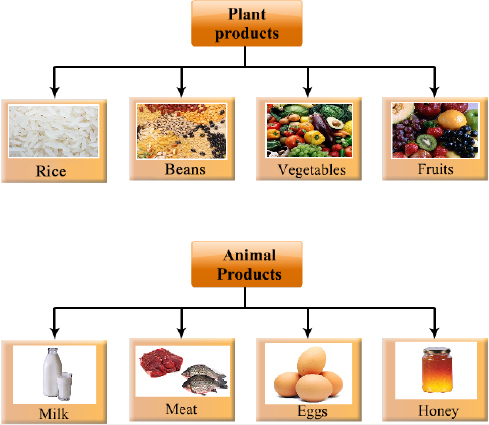 Plant
products
Rice
Beans
Vegetables
Fruits
Animal
Products
Milk
Meat
Eggs
Honey